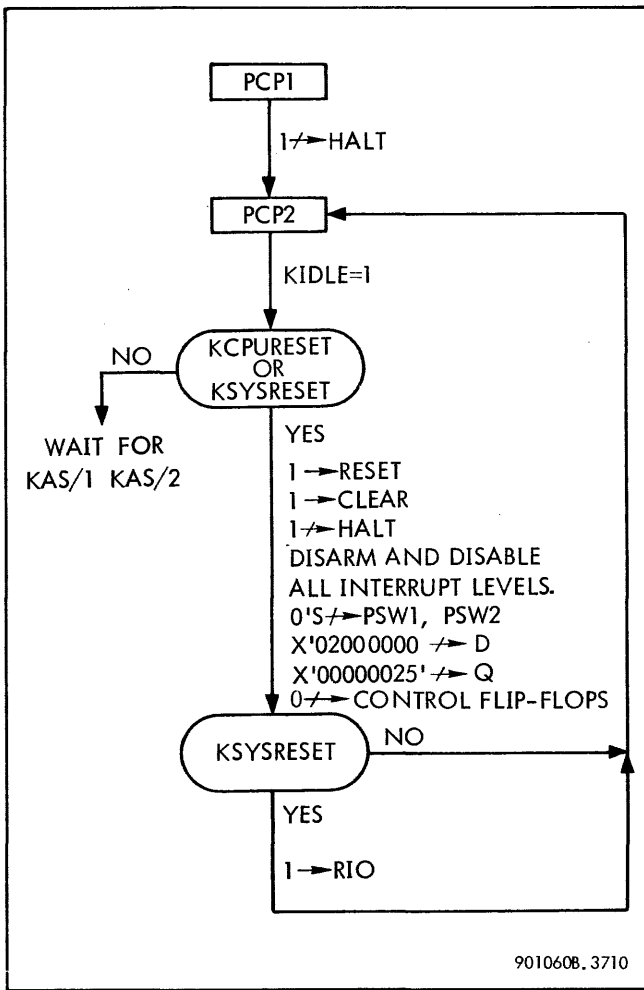 PCP1
1↛HALT
PCP2
KIDLE=1
KCPURESET
OR
KSYSRESET
NO
WAIT FOR
KAS/1 KAS/2
YES
1→RESET
1→CLEAR
1↛HALT
DISARM AND DISABLE
ALL INTERRUPT LEVELS.
0'S↛PSW1, PSW2
X'02000000 ↛ D
X'00000025' ↛ Q
0↛CONTROL FLIP-FLOPS
KSYSRESET
NO
YES
1→RIO
901060B.3710